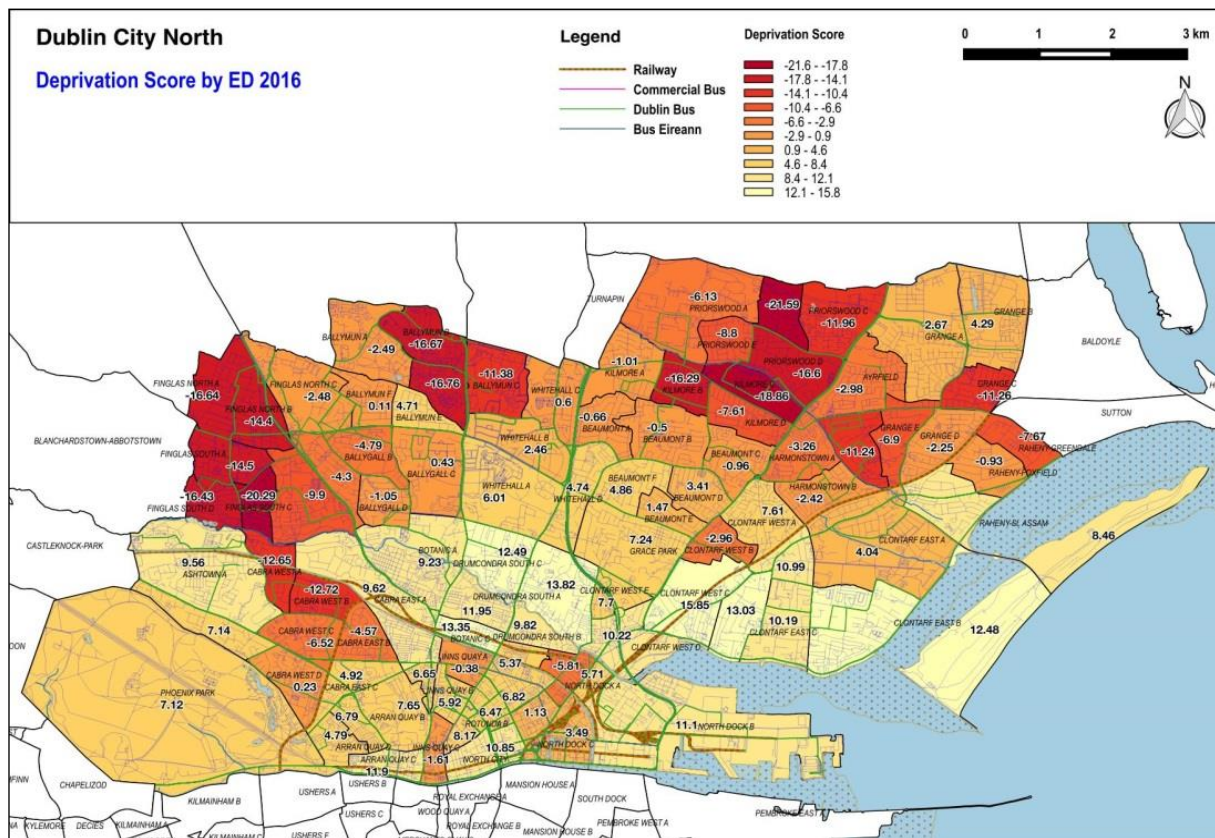 Dublin City North
Deprivation Score by ED 2016
Legend
Railway
Commercial Bus
Dublin Bus
Bus Eireann
Deprivation Score
-21.6 - -17.8
-17.8 - -14.1
-14.1 - -10.4
-10.4 - -6.6
-6.6 - -2.9
-2.9 - 0.9
0.9 - 4.6
4.6 - 8.4
8.4 - 12.1
12.1 - 15.8
0 1 2 3 km
N
TURNAPIN
-6.13
PRIORSWOOD A
-21.59
PRIORSWOOD C
-11.96
2.67
GRANGE A
GRANGE B
4.29
BALDOYLE
BALLYMUN A
-2.49
BALLYMUN B
-16.67
-8.8
PRIORSWOOD E
PRIORSWOOD D
-16.6
-1.01
KILMORE A
-16.29
KILMORE B
KILMORE C
-18.86
AYRFIELD
-2.98
GRANGE C
-11.26
SUTTON
FINGLAS NORTH A
-16.64
FINGLAS NORTH C
-2.48
BALLYMUN F
0.11
4.71
BALLYMUN E
-16.76
-11.38
BALLYMUN C
WHITEHALL C
0.6
FINGLAS NORTH B
-14.4
-0.66
BEAUMONT A
-0.5
BEAUMONT B
-7.61
KILMORE D
-3.26
HARMONSTOWN A
-11.24
GRANGE E
-6.9
GRANGE D
-2.25
-7.67
RAHENY-GREENDALE
-0.93
RAHENY-FOXFIELD
BLANCHARDSTOWN-ABBOTSTOWN
FINGLAS SOUTH A
-14.5
-4.79
BALLYGALL B
-4.3
0.43
BALLYGALL C
WHITEHALL B
2.46
BEAUMONT C
-0.96
-16.43
FINGLAS SOUTH D
-20.29
FINGLAS SOUTH C
-9.9
-1.05
BALLYGALL D
WHITEHALL A
6.01
4.74
WHITEHALL D
BEAUMONT F
4.86
3.41
BEAUMONT D
1.47
BEAUMONT E
HARMONSTOWN B
-2.42
7.61
CLONTARF WEST A
RAHENY-ST. ASSAM
8.46
CASTLEKNOCK-PARK
9.56
ASHTOWN A
-12.65
CABRA WEST A
BOTANIC A
9.23
12.49
DRUMCONDRA SOUTH C
7.24
GRACE PARK
-2.96
CLONTARF WEST B
4.04
CLONTARF EAST A
10.99
-12.72
CABRA WEST B
9.62
CABRA EAST A
DRUMCONDRA SOUTH A
13.82
11.95
CLONTARF WEST E
7.7
CLONTARF WEST C
15.85
13.03
10.19
CLONTARF EAST C
CLONTARF EAST B
12.48
7.14
CABRA WEST C
-6.52
-4.57
CABRA EAST B
13.35
BOTANIC C
9.82
DRUMCONDRA SOUTH B
10.22
CLONTARF WEST D
PHOENIX PARK
7.12
CABRA WEST D
0.23
4.92
CABRA EAST C
6.65
INNS QUAY A
-0.38
5.37
-5.81
5.71
NORTH DOCK A
7.65
ARRAN QUAY B
INNS QUAY B
5.92
6.47
ROTUNDA B
6.82
1.13
6.79
4.79
ARRAN QUAY D
ARRAN QUAY C
11.9
INNS QUAY C
-1.61
8.17
10.85
NORTH CITY
-3.49
NORTH DOCK C
11.1
NORTH DOCK B
CHAPELIZOD
KILMAINHAM B
USHERS A
USHERS B
USHERS C
ROYAL EXCHANGE A
WOOD QUAY A
ROYAL EXCHANGE B
MANSION HOUSE A
MANSION HOUSE B
SOUTH DOCK
PEMBROKE WEST A
PEMBROKE EAST A
KYLEMORE
DECIES
KILMAINHAM A
KILMAINHAM C